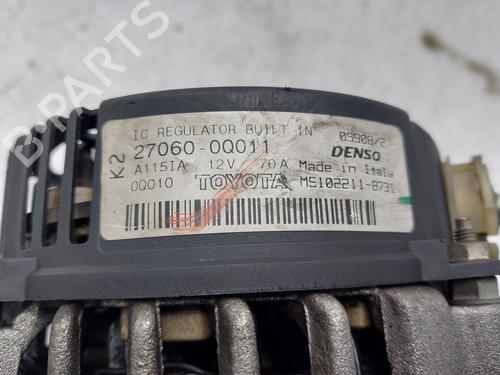 B-PARTS
IC REGULATOR BUILT IN
K2
27060-0Q011
09908/2
DENSO
A115IA 12V 70A Made in Italy
0Q010 TOYOTA MS102211-8731